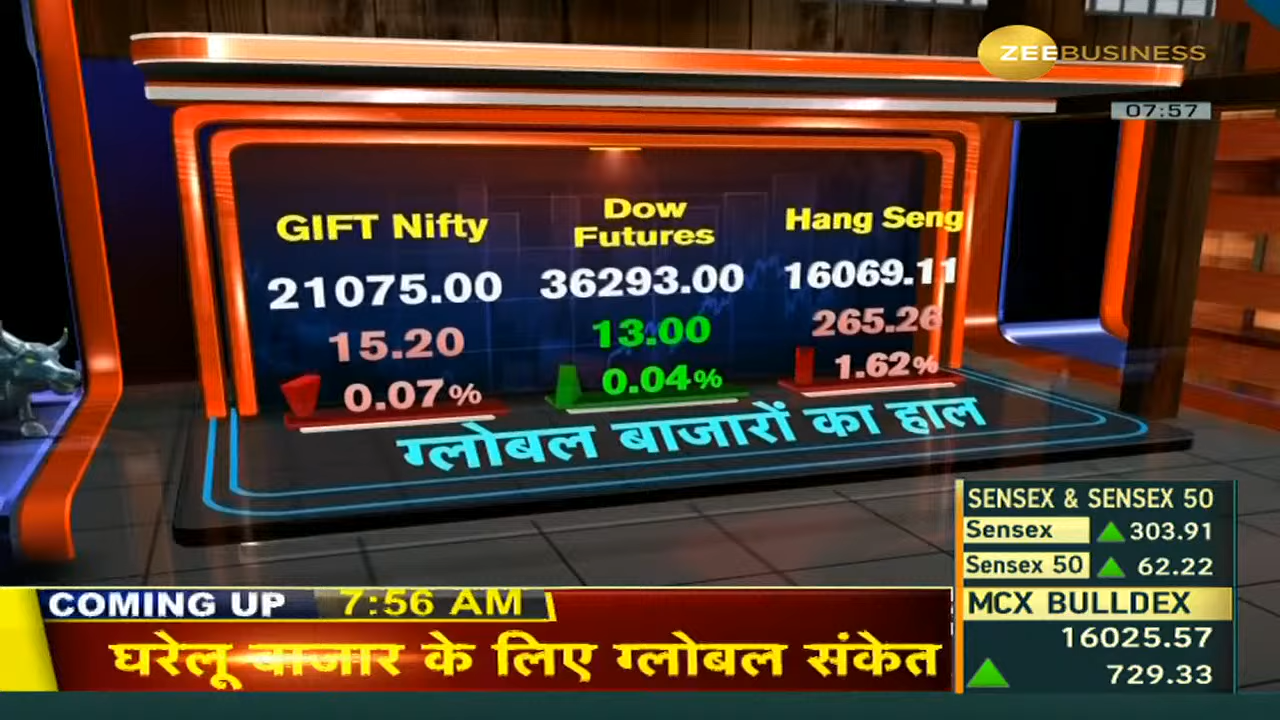 ZEEBUSINESS
07:57
GIFT Nifty
21075.00
15.20
0.07%
Dow
Futures
36293.00
13.00
0.04%
Hang Seng
16069.11
265.26
1.62%
ग्लोबल बाजारों का हाल
SENSEX & SENSEX 50
Sensex 303.91
Sensex 50 62.22
MCX BULLDEX
16025.57
729.33
COMING UP 7:56 AM
घरेलू बाजार के लिए ग्लोबल संकेत